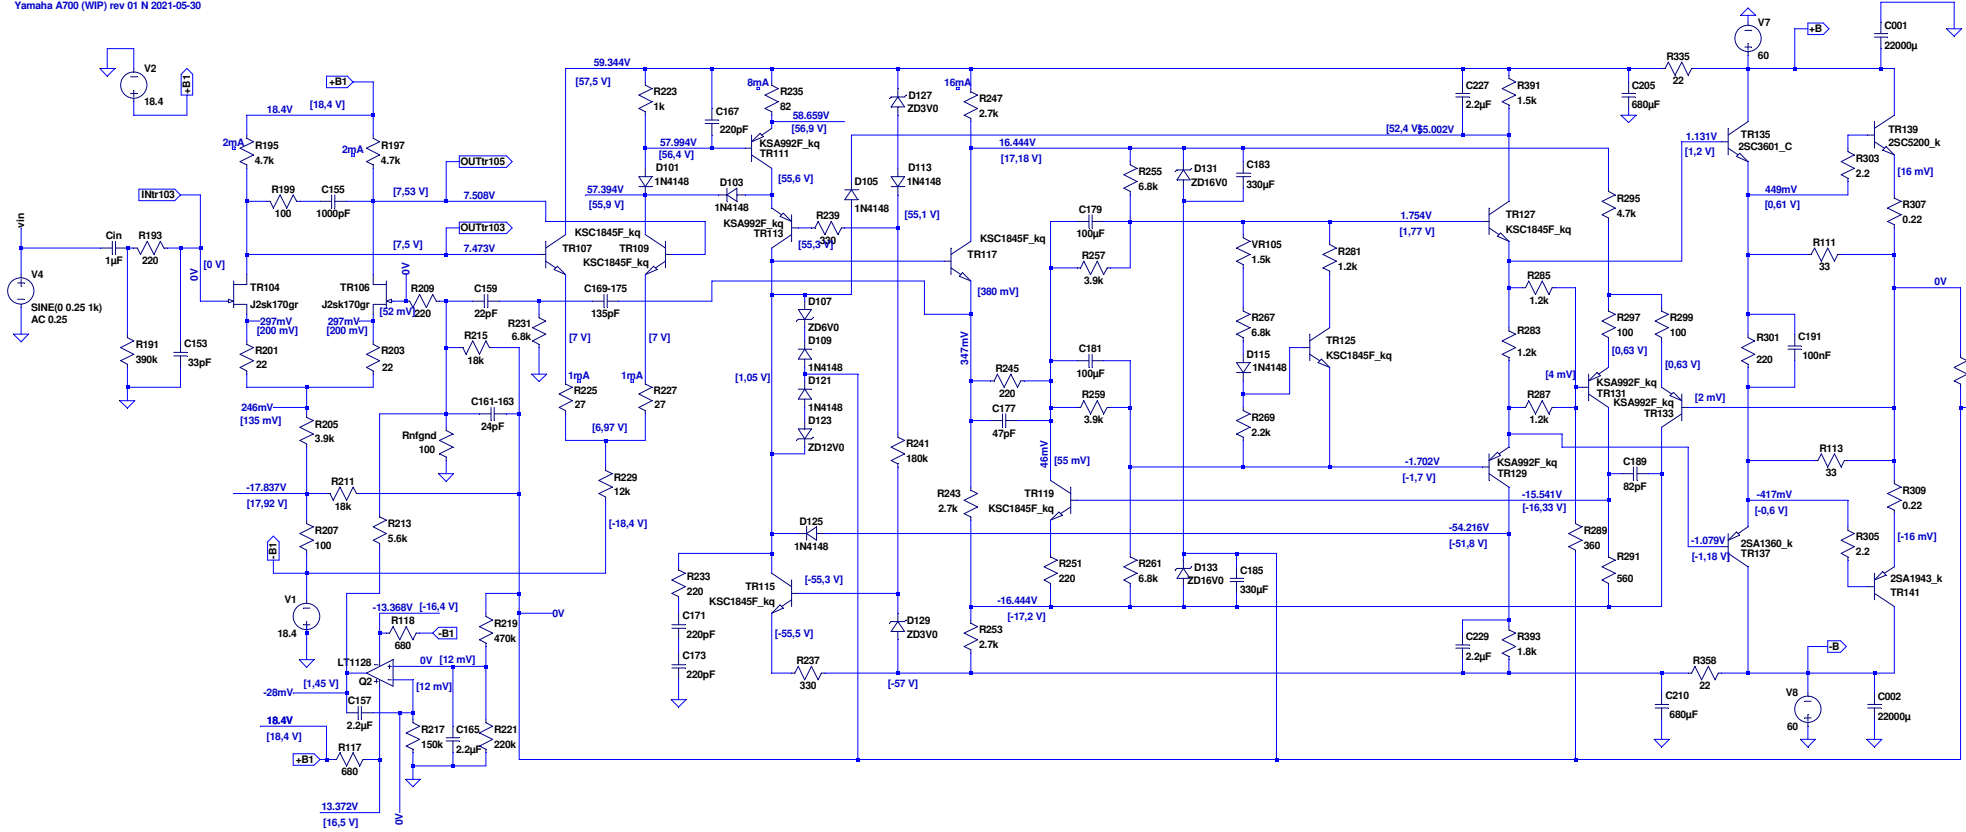 Yamaha A700 (WIP) rev 01 N 2021-05-30
V2
18.4
+B1
+B1
18.4V
[18,4 V]
2mA
R195
4.7k
2mA
R197
4.7k
OUTtr105
INtr103
R199
100
C155
1000pF
[7,53 V]
7.508V
OUTtr103
[7,5 V]
7.473V
vin
Cin
1µF
R193
220
0V
[0 V]
V4
SINE(0 0.25 1k)
AC 0.25
TR104
J2sk170gr
297mV
[200 mV]
TR106
J2sk170gr
297mV
[200 mV]
0V
[52 mV]
R209
220
C159
22pF
C169-175
135pF
R231
6.8k
R191
390k
C153
33pF
R201
22
R203
22
R215
18k
246mV
[135 mV]
R205
3.9k
C161-163
24pF
Rnfgnd
100
-17.837V
[17,92 V]
R211
18k
R207
100
R213
5.6k
-B1
V1
18.4
-13.368V
[-16,4 V]
R118
680
-B1
R219
470k
0V
LT1128
Q2
0V
[12 mV]
[12 mV]
[1,45 V]
-28mV
C157
2.2µF
18.4V
[18,4 V]
+B1
R117
680
R217
150k
C165
2.2µF
R221
220k
13.372V
[16,5 V]
0V
59.344V
[57,5 V]
R223
1k
C167
220pF
8mA
R235
82
58.659V
[56,9 V]
57.994V
[56,4 V]
KSA992F_kq
TR111
D101
1N4148
57.394V
[55,9 V]
D103
1N4148
[55,6 V]
KSA992F_kq
TR113
R239
330
[55,3V]
KSC1845F_kq
TR107
TR109
KSC1845F_kq
[7 V]
[7 V]
1mA
R225
27
1mA
R227
27
[6,97 V]
R229
12k
[-18,4 V]
D127
ZD3V0
D113
1N4148
D105
1N4148
[55,1 V]
16mA
R247
2.7k
16.444V
[17,18 V]
KSC1845F_kq
TR117
[380 mV]
347mV
D107
ZD6V0
D109
1N4148
D121
1N4148
D123
ZD12V0
[1,05 V]
R241
180k
R245
220
C177
47pF
R243
2.7k
D125
1N4148
R233
220
C171
220pF
C173
220pF
TR115
KSC1845F_kq
[-55,3 V]
[-55,5 V]
R237
330
D129
ZD3V0
[-57 V]
R253
2.7k
-16.444V
[-17,2 V]
R255
6.8k
D131
ZD16V0
C183
330µF
C179
100µF
R257
3.9k
C181
100µF
R259
3.9k
46mV
[55 mV]
TR119
KSC1845F_kq
R251
220
R261
6.8k
D133
ZD16V0
C185
330µF
VR105
1.5k
R281
1.2k
R267
6.8k
D115
1N4148
R269
2.2k
TR125
KSC1845F_kq
C227
2.2µF
R391
1.5k
[52,4 V]
55.002V
1.754V
[1,77 V]
TR127
KSC1845F_kq
R285
1.2k
R283
1.2k
R287
1.2k
[4 mV]
-1.702V
[-1,7 V]
KSA992F_kq
TR129
-15.541V
[-16,33 V]
-54.216V
[-51,8 V]
R289
360
R291
560
C189
82pF
C229
2.2µF
R393
1.8k
R295
4.7k
R297
100
R299
100
[0,63 V]
[0,63 V]
KSA992F_kq
TR131
KSA992F_kq
TR133
[2 mV]
C205
680µF
R335
22
V7
60
+B
C001
22000µ
1.131V
[1,2 V]
TR135
2SC3601_C
449mV
[0,61 V]
R303
2.2
TR139
2SC5200_k
[16 mV]
R307
0.22
R111
33
0V
R301
220
C191
100nF
R113
33
R309
0.22
-417mV
[-0,6 V]
R305
2.2
[-16 mV]
-1.079V
[-1,18 V]
2SA1360_k
TR137
2SA1943_k
TR141
-B
R358
22
C210
680µF
V8
60
C002
22000µ